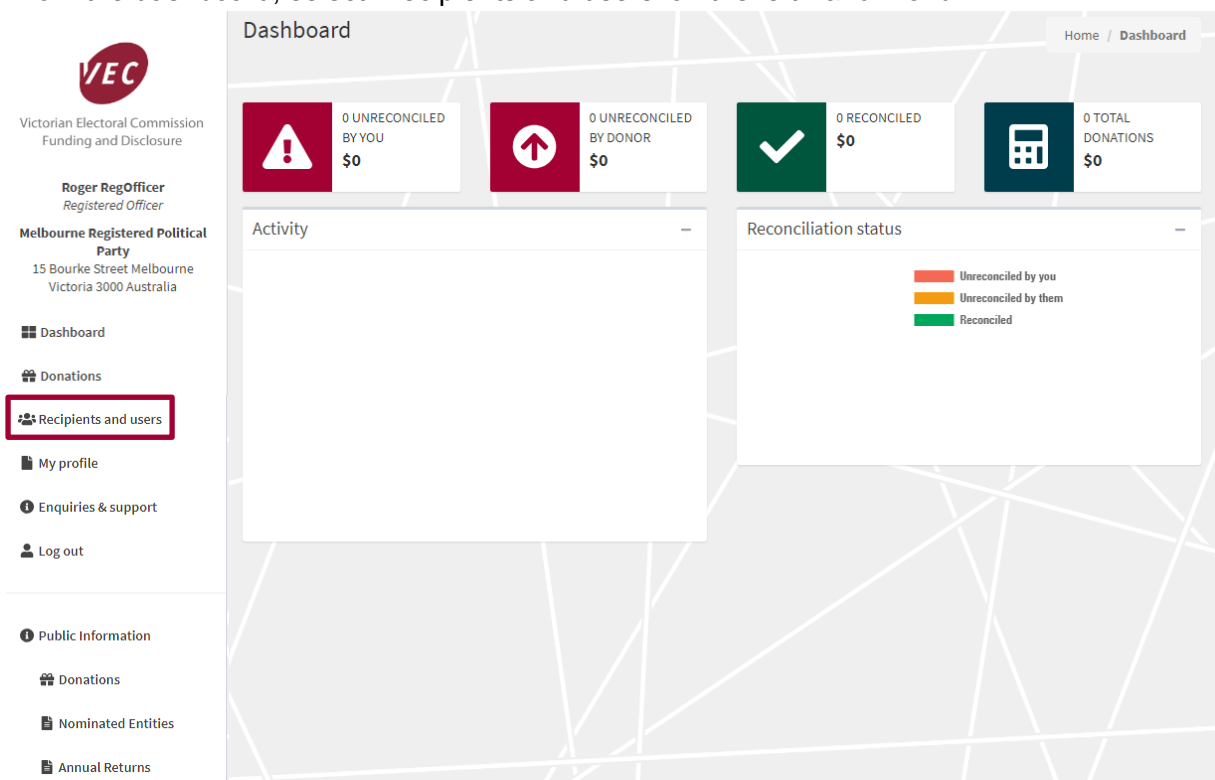 Dashboard
Home / Dashboard
VEC
Victorian Electoral Commission
Funding and Disclosure
Roger RegOfficer
Registered Officer
Melbourne Registered Political
Party
15 Bourke Street Melbourne
Victoria 3000 Australia
Dashboard
Donations
Recipients and users
My profile
Enquiries & support
Log out
Public Information
Donations
Nominated Entities
Annual Returns
0 UNRECONCILED
BY YOU
$0
0 UNRECONCILED
BY DONOR
$0
0 RECONCILED
$0
0 TOTAL
DONATIONS
$0
Activity
Reconciliation status
Unreconciled by you
Unreconciled by them
Reconciled